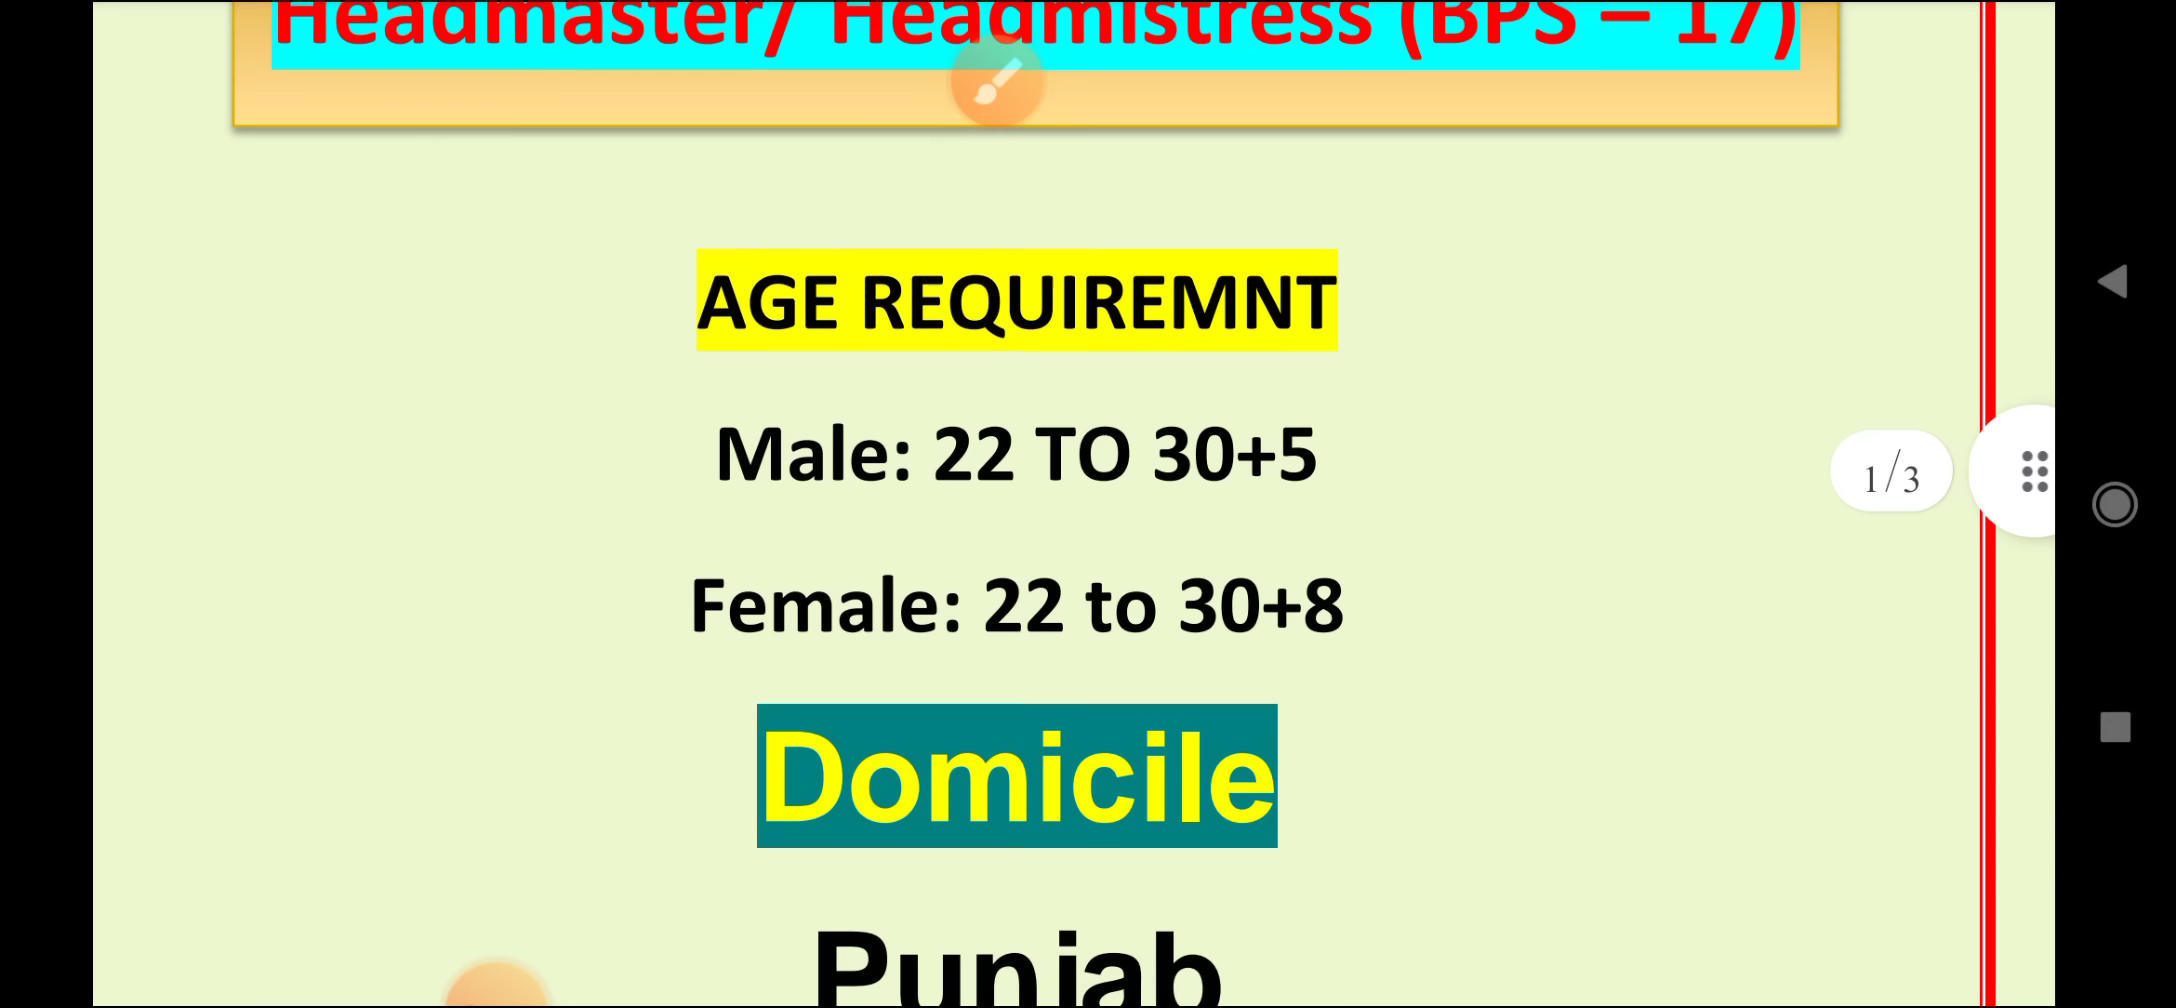 Headmaster/ Headmistress (BPS – 17)
AGE REQUIREMNT
Male: 22 TO 30+5
1/3
Female: 22 to 30+8
Domicile
Punjab